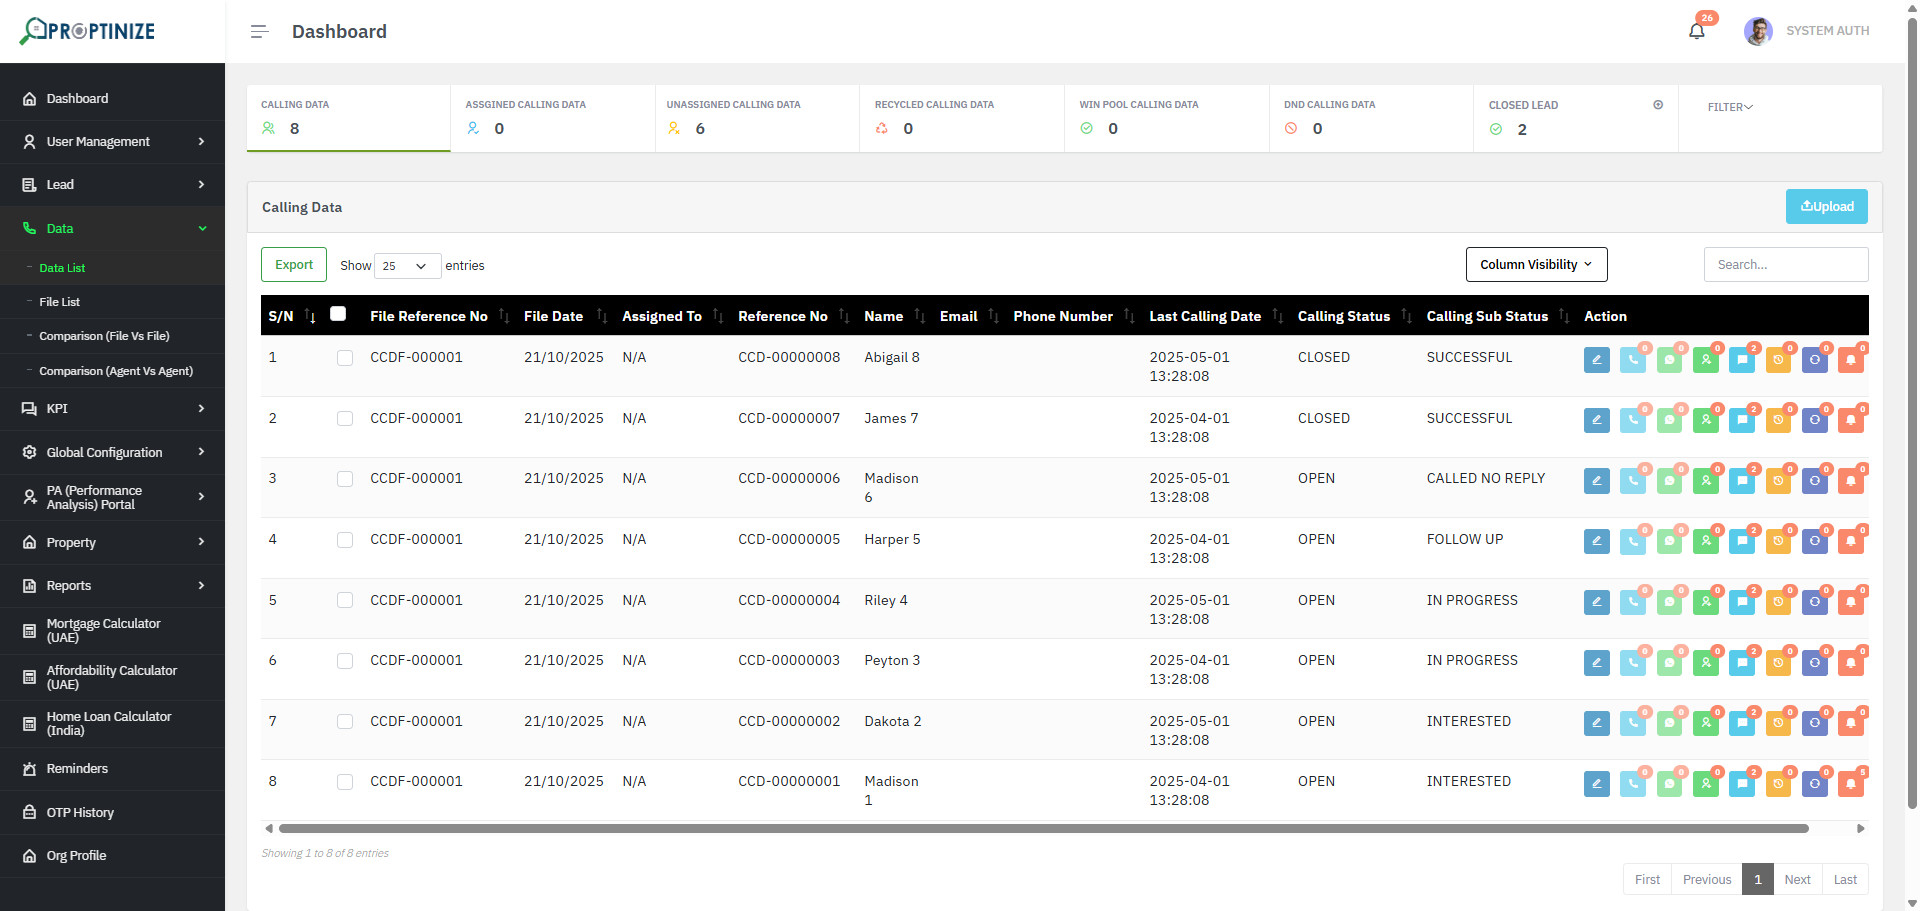 PROPTINIZE
Dashboard
26
SYSTEM AUTH
Dashboard
User Management
Lead
Data
Data List
File List
Comparison (File Vs File)
Comparison (Agent Vs Agent)
KPI
Global Configuration
PA (Performance
Analysis) Portal
Property
Reports
Mortgage Calculator
(UAE)
Affordability Calculator
(UAE)
Home Loan Calculator
(India)
Reminders
OTP History
Org Profile
CALLING DATA
8
ASSGINED CALLING DATA
0
UNASSIGNED CALLING DATA
6
RECYCLED CALLING DATA
0
WIN POOL CALLING DATA
0
DND CALLING DATA
0
CLOSED LEAD
2
FILTER
Calling Data
Upload
Export
Show 25 entries
Column Visibility
Search...
S/N File Reference No File Date Assigned To Reference No Name Email Phone Number Last Calling Date Calling Status Calling Sub Status Action
1 CCDF-000001 21/10/2025 N/A CCD-00000008 Abigail 8 2025-05-01 13:28:08 CLOSED SUCCESSFUL 0 0 0 2 0 0 0
2 CCDF-000001 21/10/2025 N/A CCD-00000007 James 7 2025-04-01 13:28:08 CLOSED SUCCESSFUL 0 0 0 2 0 0 0
3 CCDF-000001 21/10/2025 N/A CCD-00000006 Madison 6 2025-05-01 13:28:08 OPEN CALLED NO REPLY 0 0 0 2 0 0 0
4 CCDF-000001 21/10/2025 N/A CCD-00000005 Harper 5 2025-04-01 13:28:08 OPEN FOLLOW UP 0 0 0 2 0 0 0
5 CCDF-000001 21/10/2025 N/A CCD-00000004 Riley 4 2025-05-01 13:28:08 OPEN IN PROGRESS 0 0 0 2 0 0 0
6 CCDF-000001 21/10/2025 N/A CCD-00000003 Peyton 3 2025-04-01 13:28:08 OPEN IN PROGRESS 0 0 0 2 0 0 0
7 CCDF-000001 21/10/2025 N/A CCD-00000002 Dakota 2 2025-05-01 13:28:08 OPEN INTERESTED 0 0 0 2 0 0 0
8 CCDF-000001 21/10/2025 N/A CCD-00000001 Madison 1 2025-04-01 13:28:08 OPEN INTERESTED 0 0 0 2 0 0
Showing 1 to 8 of 8 entries
First Previous 1 Next Last